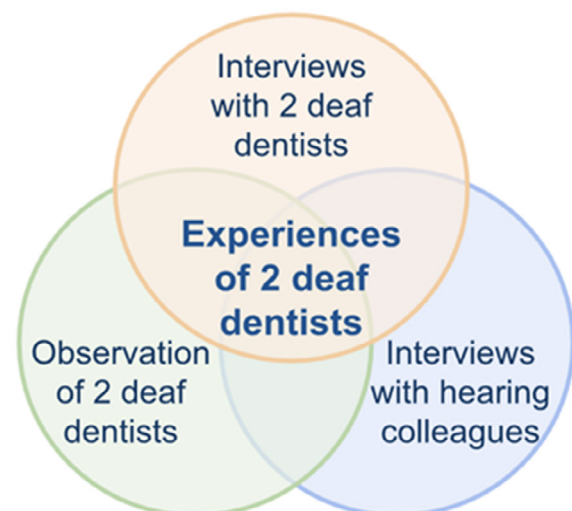 Interviews
with 2 deaf
dentists
Experiences
of 2 deaf
dentists
Observation
of 2 deaf
dentists
Interviews
with hearing
colleagues